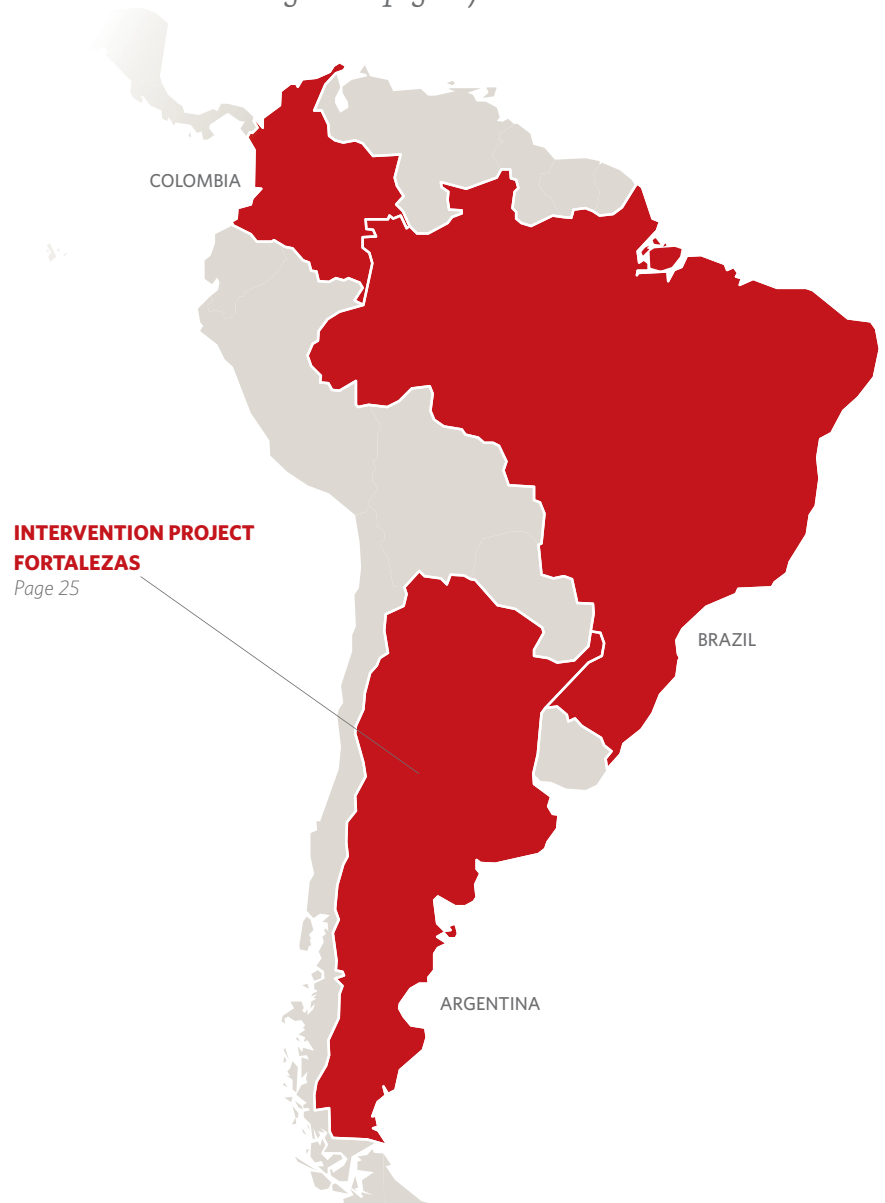 COLOMBIA
INTERVENTION PROJECT
FORTALEZAS
Page 25
BRAZIL
ARGENTINA